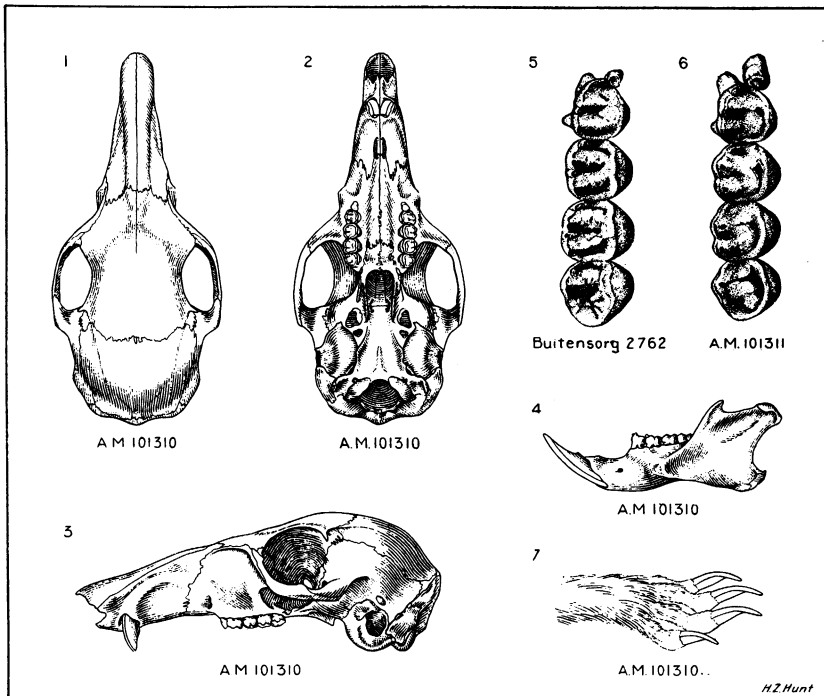 1
2
5
6
Buitensorg 2762
A.M. 101311
A M 101310
A.M. 101310
4
A.M 101310
3
A M 101310
7
A.M. 101310..
H.Z. Hunt